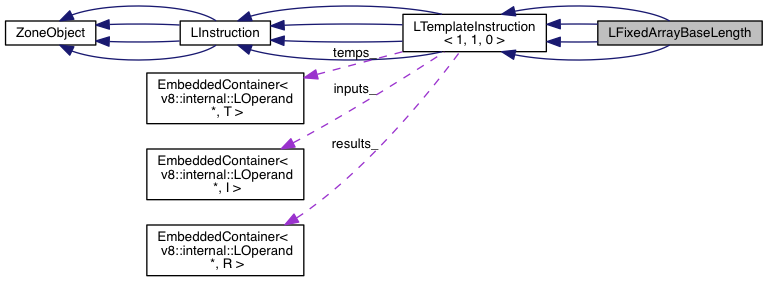 ZoneObject
LInstruction
LTemplateInstruction
< 1, 1, 0 >
LFixedArrayBaseLength
temps_
EmbeddedContainer<
v8::internal::LOperand
*, T >
inputs_
EmbeddedContainer<
v8::internal::LOperand
*, I >
results_
EmbeddedContainer<
v8::internal::LOperand
*, R >